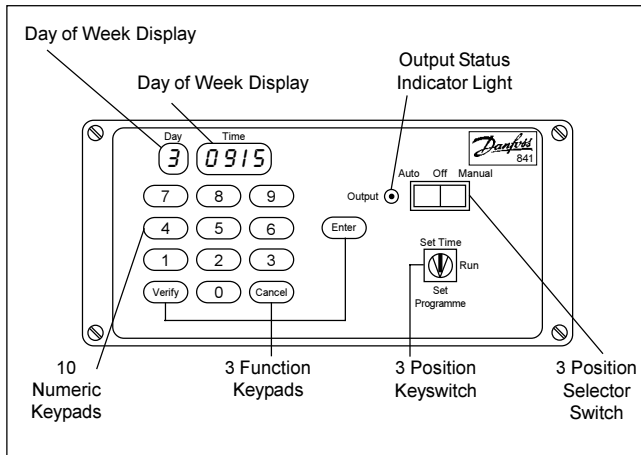 Day of Week Display
Day of Week Display
Output Status
Indicator Light
Day
Time
3
0915
Danfoss
841
Auto Off Manual
Output
7 8 9
4 5 6
Enter
1 2 3
Verify 0 Cancel
Set Time
Run
Set
Programme
10
Numeric
Keypads
3 Function
Keypads
3 Position
Keyswitch
3 Position
Selector
Switch